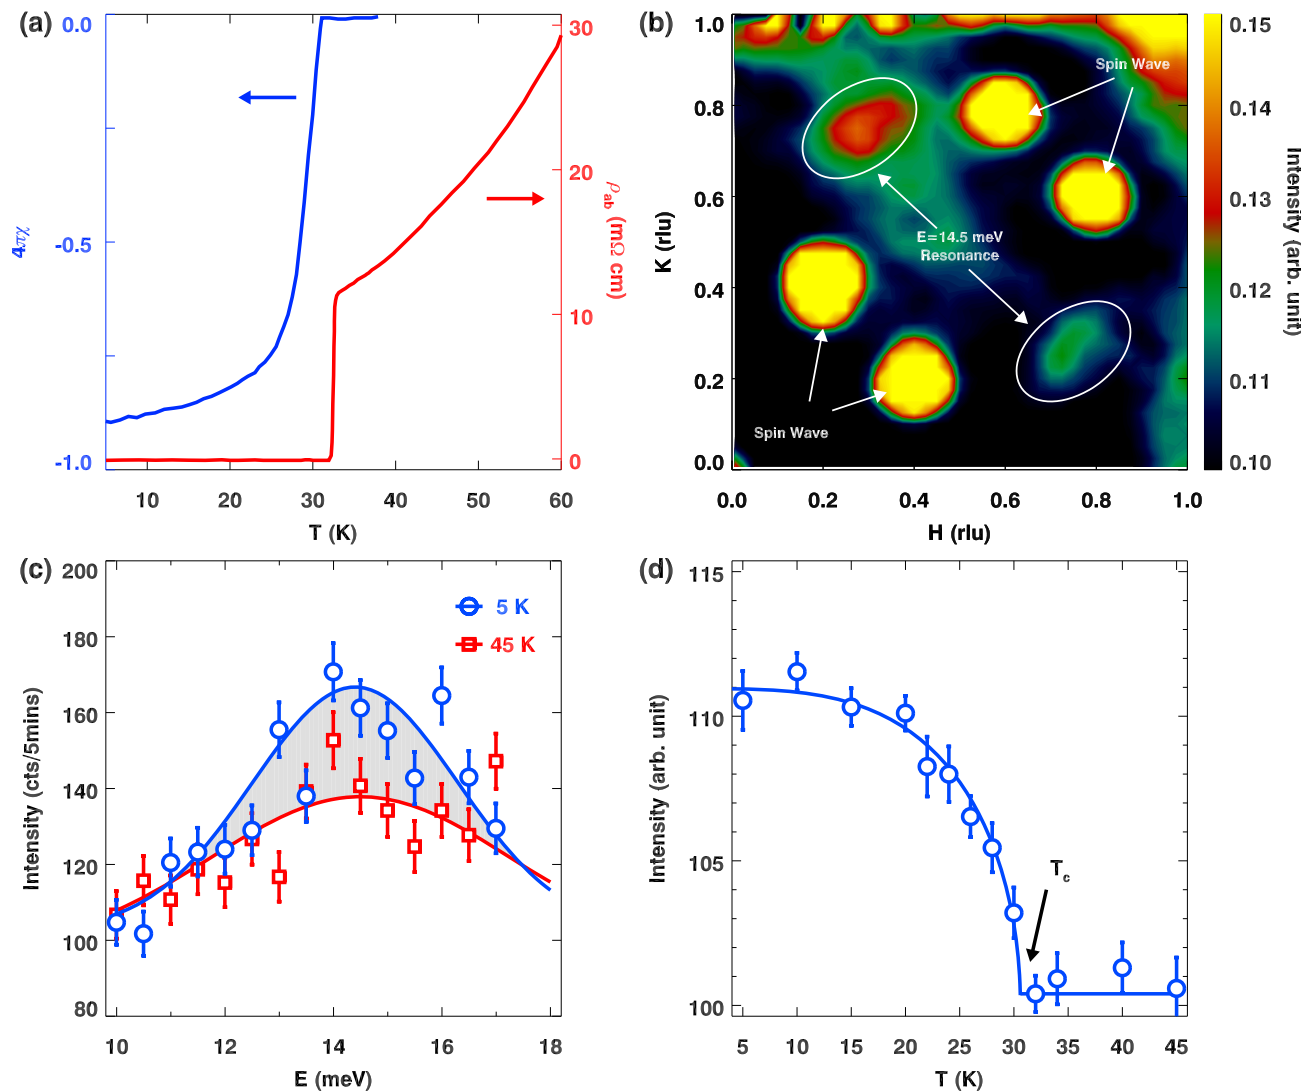 (a)
0.0
-0.5
-1.0
4πχ
30
20
10
0
ρab (mΩ cm)
10 20 30 40 50 60
T (K)
(b)
1.0
0.8
0.6
0.4
0.2
0.0
K (rlu)
Spin Wave
E=14.5 meV
Resonance
Spin Wave
0.0 0.2 0.4 0.6 0.8 1.0
H (rlu)
0.15
0.14
0.13
0.12
0.11
0.10
Intensity (arb. unit)
(c)
200
180
160
140
120
100
80
Intensity (cts/5mins)
5 K
45 K
10 12 14 16 18
E (meV)
(d)
115
110
105
100
Intensity (arb. unit)
Tc
5 10 15 20 25 30 35 40 45
T (K)